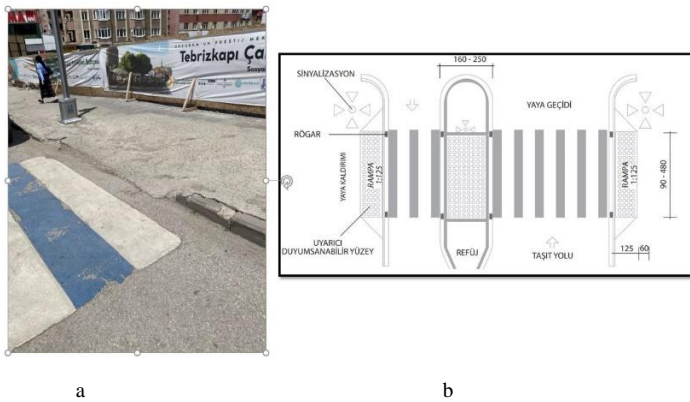 Tebrizkapı Ça
Sosya
160 - 250
SİNYALİZASYON
YAYA GEÇİDİ
RÖGAR
YAYA KALDIRIMI
RAMPA
1:125
RAMPA
1:125
90 - 480
UYARICI
DUYUMSANABİLİR YÜZEY
REFÜJ
TAŞIT YOLU
125
60
a
b